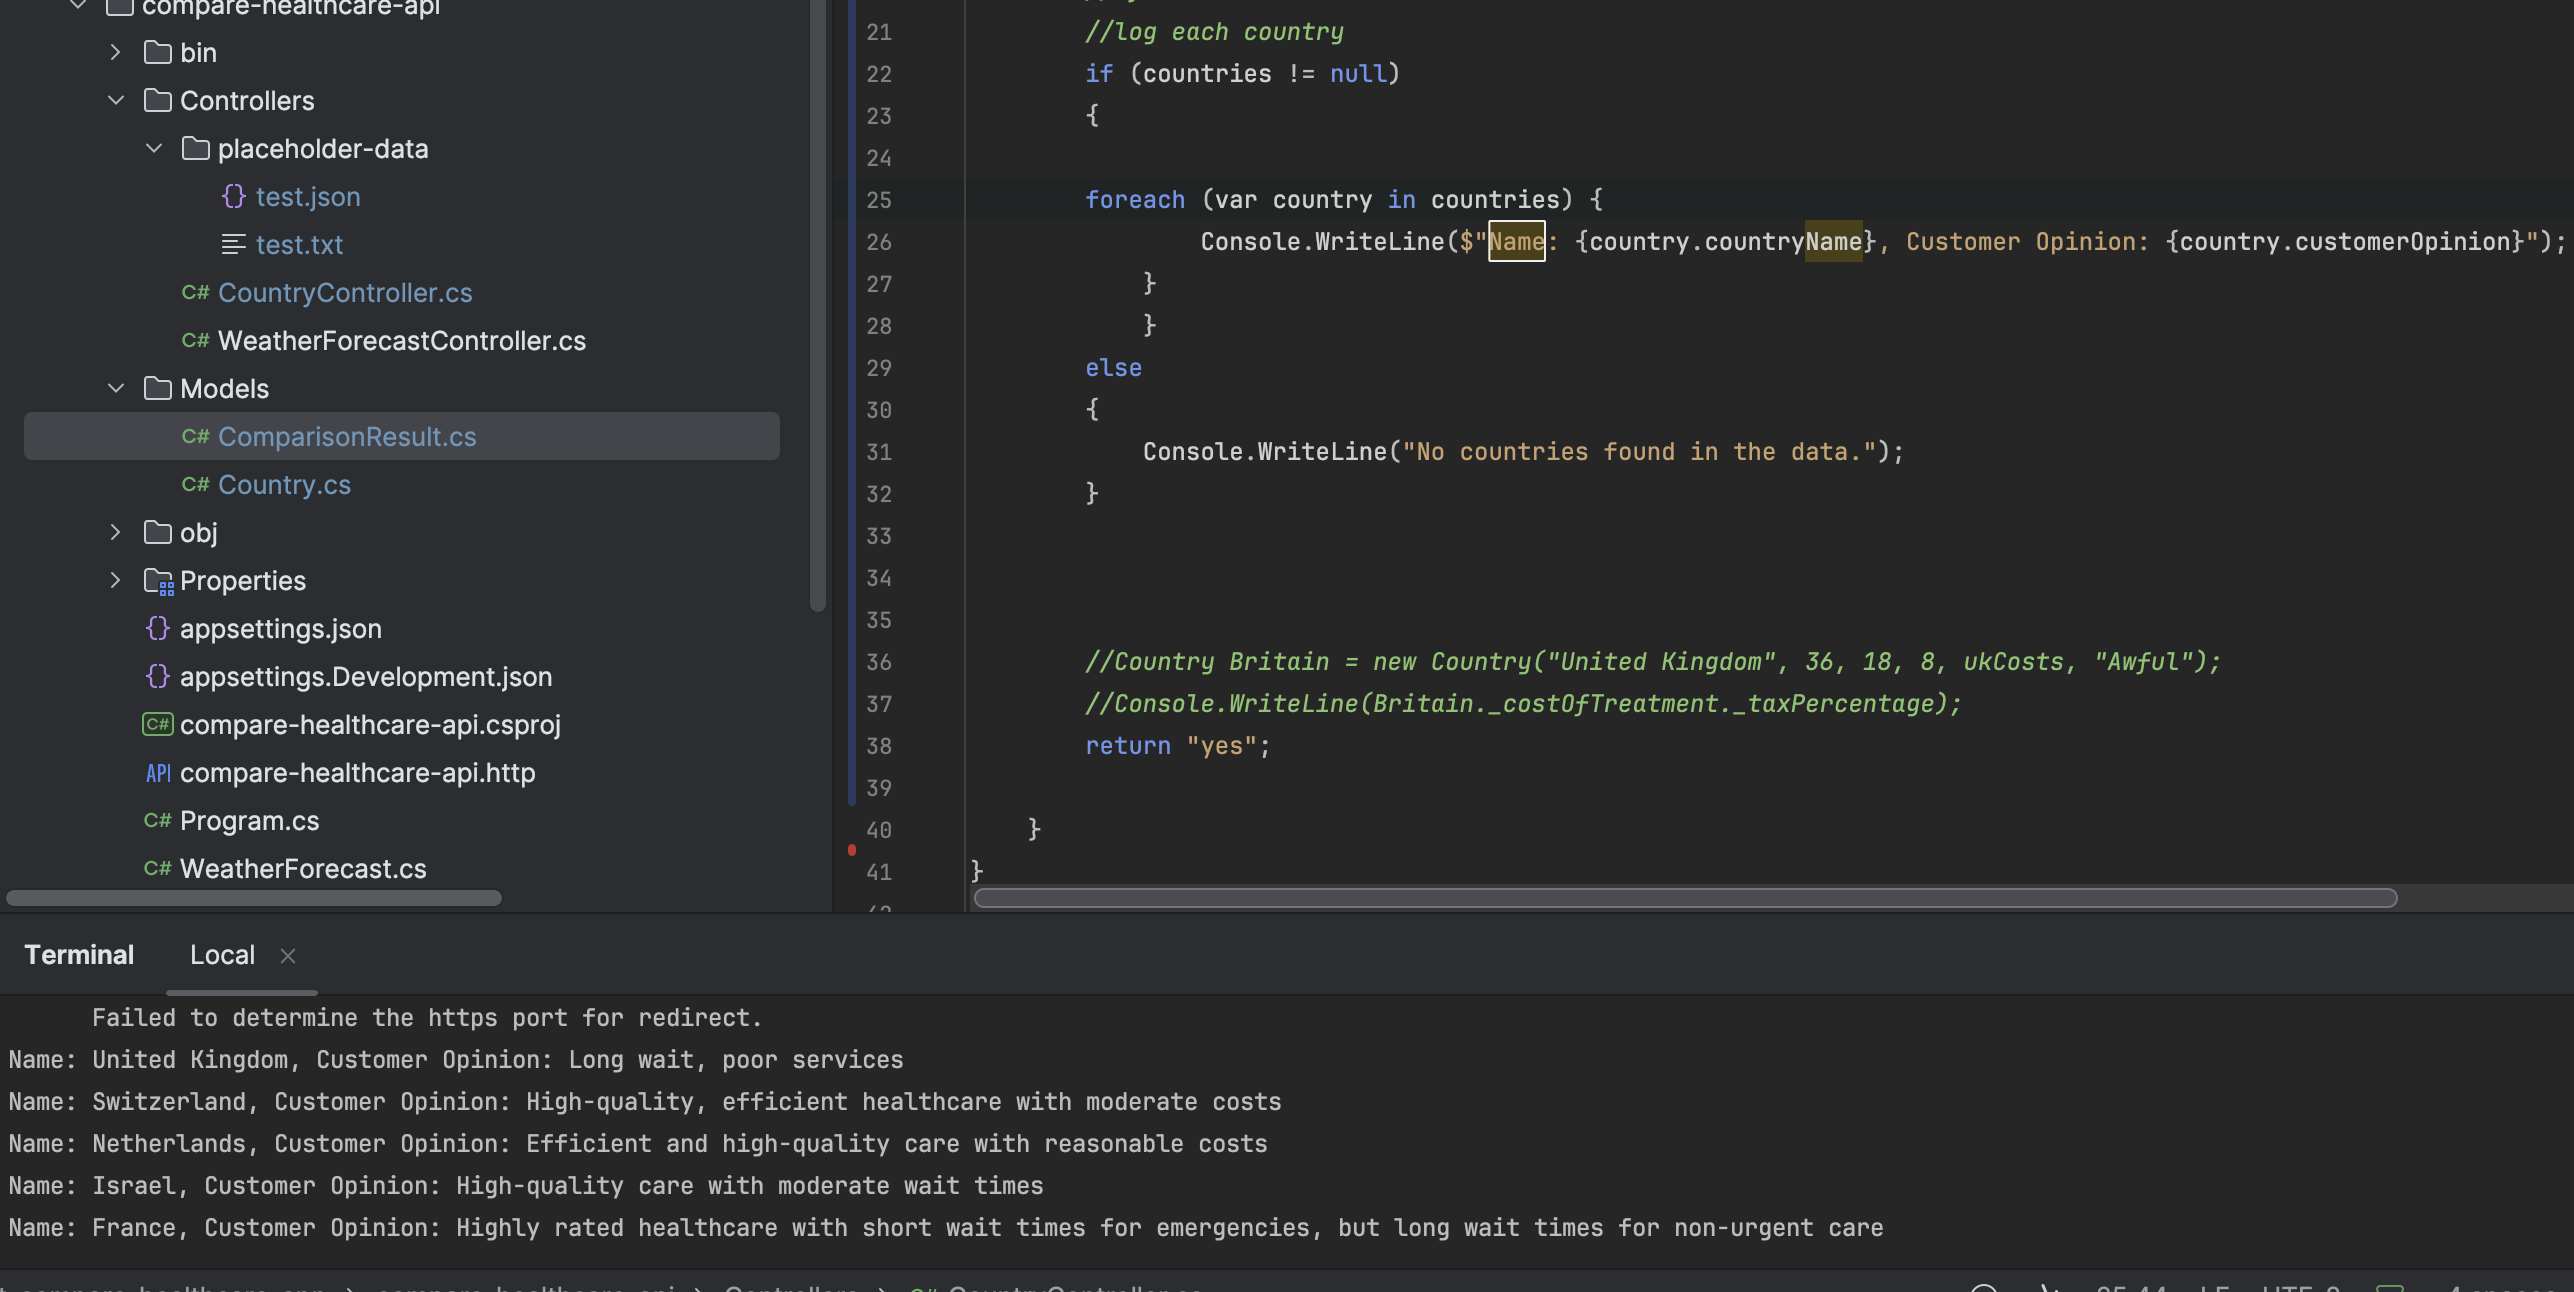 compare-healthcare-api
bin
Controllers
placeholder-data
test.json
test.txt
C# CountryController.cs
C# WeatherForecastController.cs
Models
C# ComparisonResult.cs
C# Country.cs
obj
Properties
appsettings.json
appsettings.Development.json
C# compare-healthcare-api.csproj
API compare-healthcare-api.http
C# Program.cs
C# WeatherForecast.cs
21 //log each country
22 if (countries != null)
23 {
24
25 foreach (var country in countries) {
26 Console.WriteLine($"Name: {country.countryName}, Customer Opinion: {country.customerOpinion}");
27 }
28 }
29 else
30 {
31 Console.WriteLine("No countries found in the data.");
32 }
33
34
35
36 //Country Britain = new Country("United Kingdom", 36, 18, 8, ukCosts, "Awful");
37 //Console.WriteLine(Britain._costOfTreatment._taxPercentage);
38 return "yes";
39
40 }
41 }
Terminal Local
Failed to determine the https port for redirect.
Name: United Kingdom, Customer Opinion: Long wait, poor services
Name: Switzerland, Customer Opinion: High-quality, efficient healthcare with moderate costs
Name: Netherlands, Customer Opinion: Efficient and high-quality care with reasonable costs
Name: Israel, Customer Opinion: High-quality care with moderate wait times
Name: France, Customer Opinion: Highly rated healthcare with short wait times for emergencies, but long wait times for non-urgent care